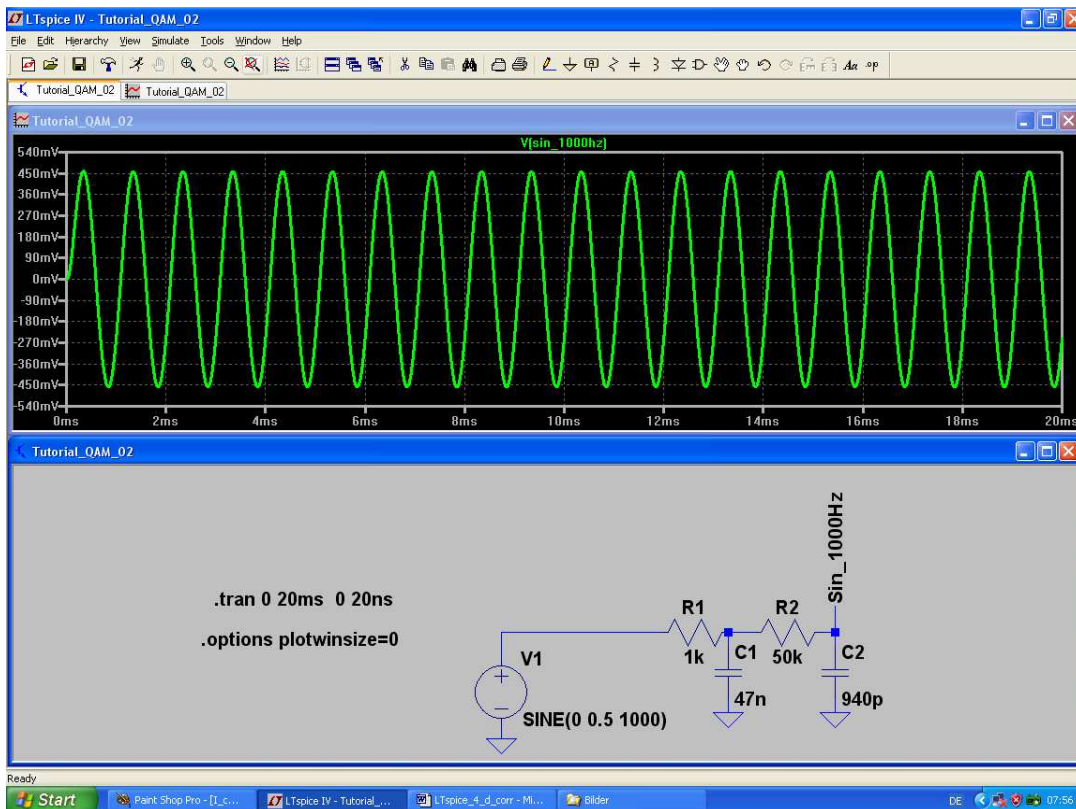 LTspice IV - Tutorial_QAM_02
File Edit Hierarchy View Simulate Tools Window Help
Aa .op
Tutorial_QAM_02 Tutorial_QAM_02
Tutorial_QAM_02
V(sin_1000hz)
540mV
450mV
360mV
270mV
180mV
90mV
0mV
-90mV
-180mV
-270mV
-360mV
-450mV
-540mV
0ms 2ms 4ms 6ms 8ms 10ms 12ms 14ms 16ms 18ms 20ms
Tutorial_QAM_02
Sin_1000Hz
.tran 0 20ms 0 20ns
R1 R2
.options plotwinsize=0
1k C1 50k C2
V1
47n 940p
SINE(0 0.5 1000)
Ready
Start Paint Shop Pro - [I_c... LTspice IV - Tutorial_... LTspice_4_d_corr - Mi... Bilder DE 07:56